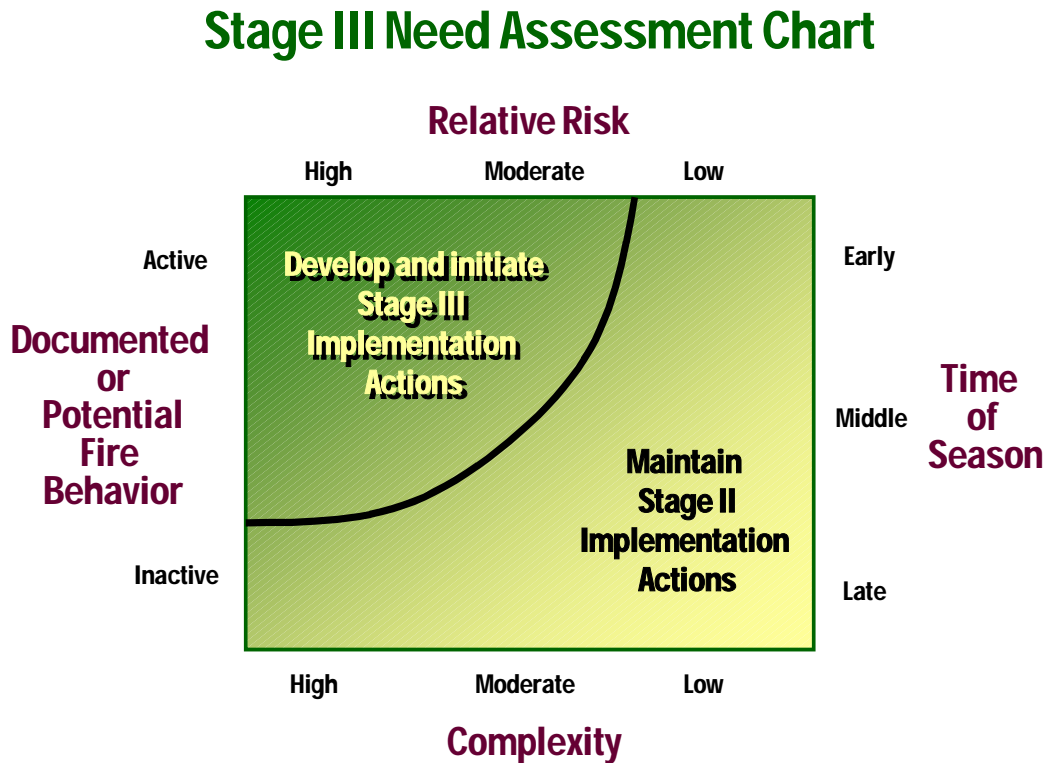 Stage III Need Assessment Chart
Relative Risk
High Moderate Low
Active
Documented
or
Potential
Fire
Behavior
Inactive
Develop and initiate
Stage III
Implementation
Actions
Maintain
Stage II
Implementation
Actions
Early
Middle
Late
Time
of
Season
High Moderate Low
Complexity